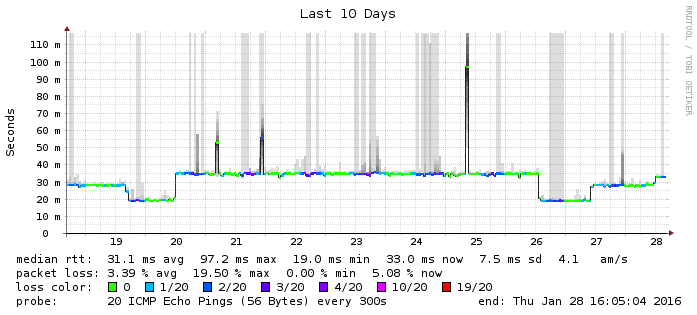 Last 10 Days
RRDTOOL / TOBI OETIKER
Seconds
110 m
100 m
90 m
80 m
70 m
60 m
50 m
40 m
30 m
20 m
10 m
0
19 20 21 22 23 24 25 26 27 28
median rtt: 31.1 ms avg 97.2 ms max 19.0 ms min 33.0 ms now 7.5 ms sd 4.1 am/s
packet loss: 3.39 % avg 19.50 % max 0.00 % min 5.08 % now
loss color: 0 1/20 2/20 3/20 4/20 10/20 19/20
probe: 20 ICMP Echo Pings (56 Bytes) every 300s end: Thu Jan 28 16:05:04 2016